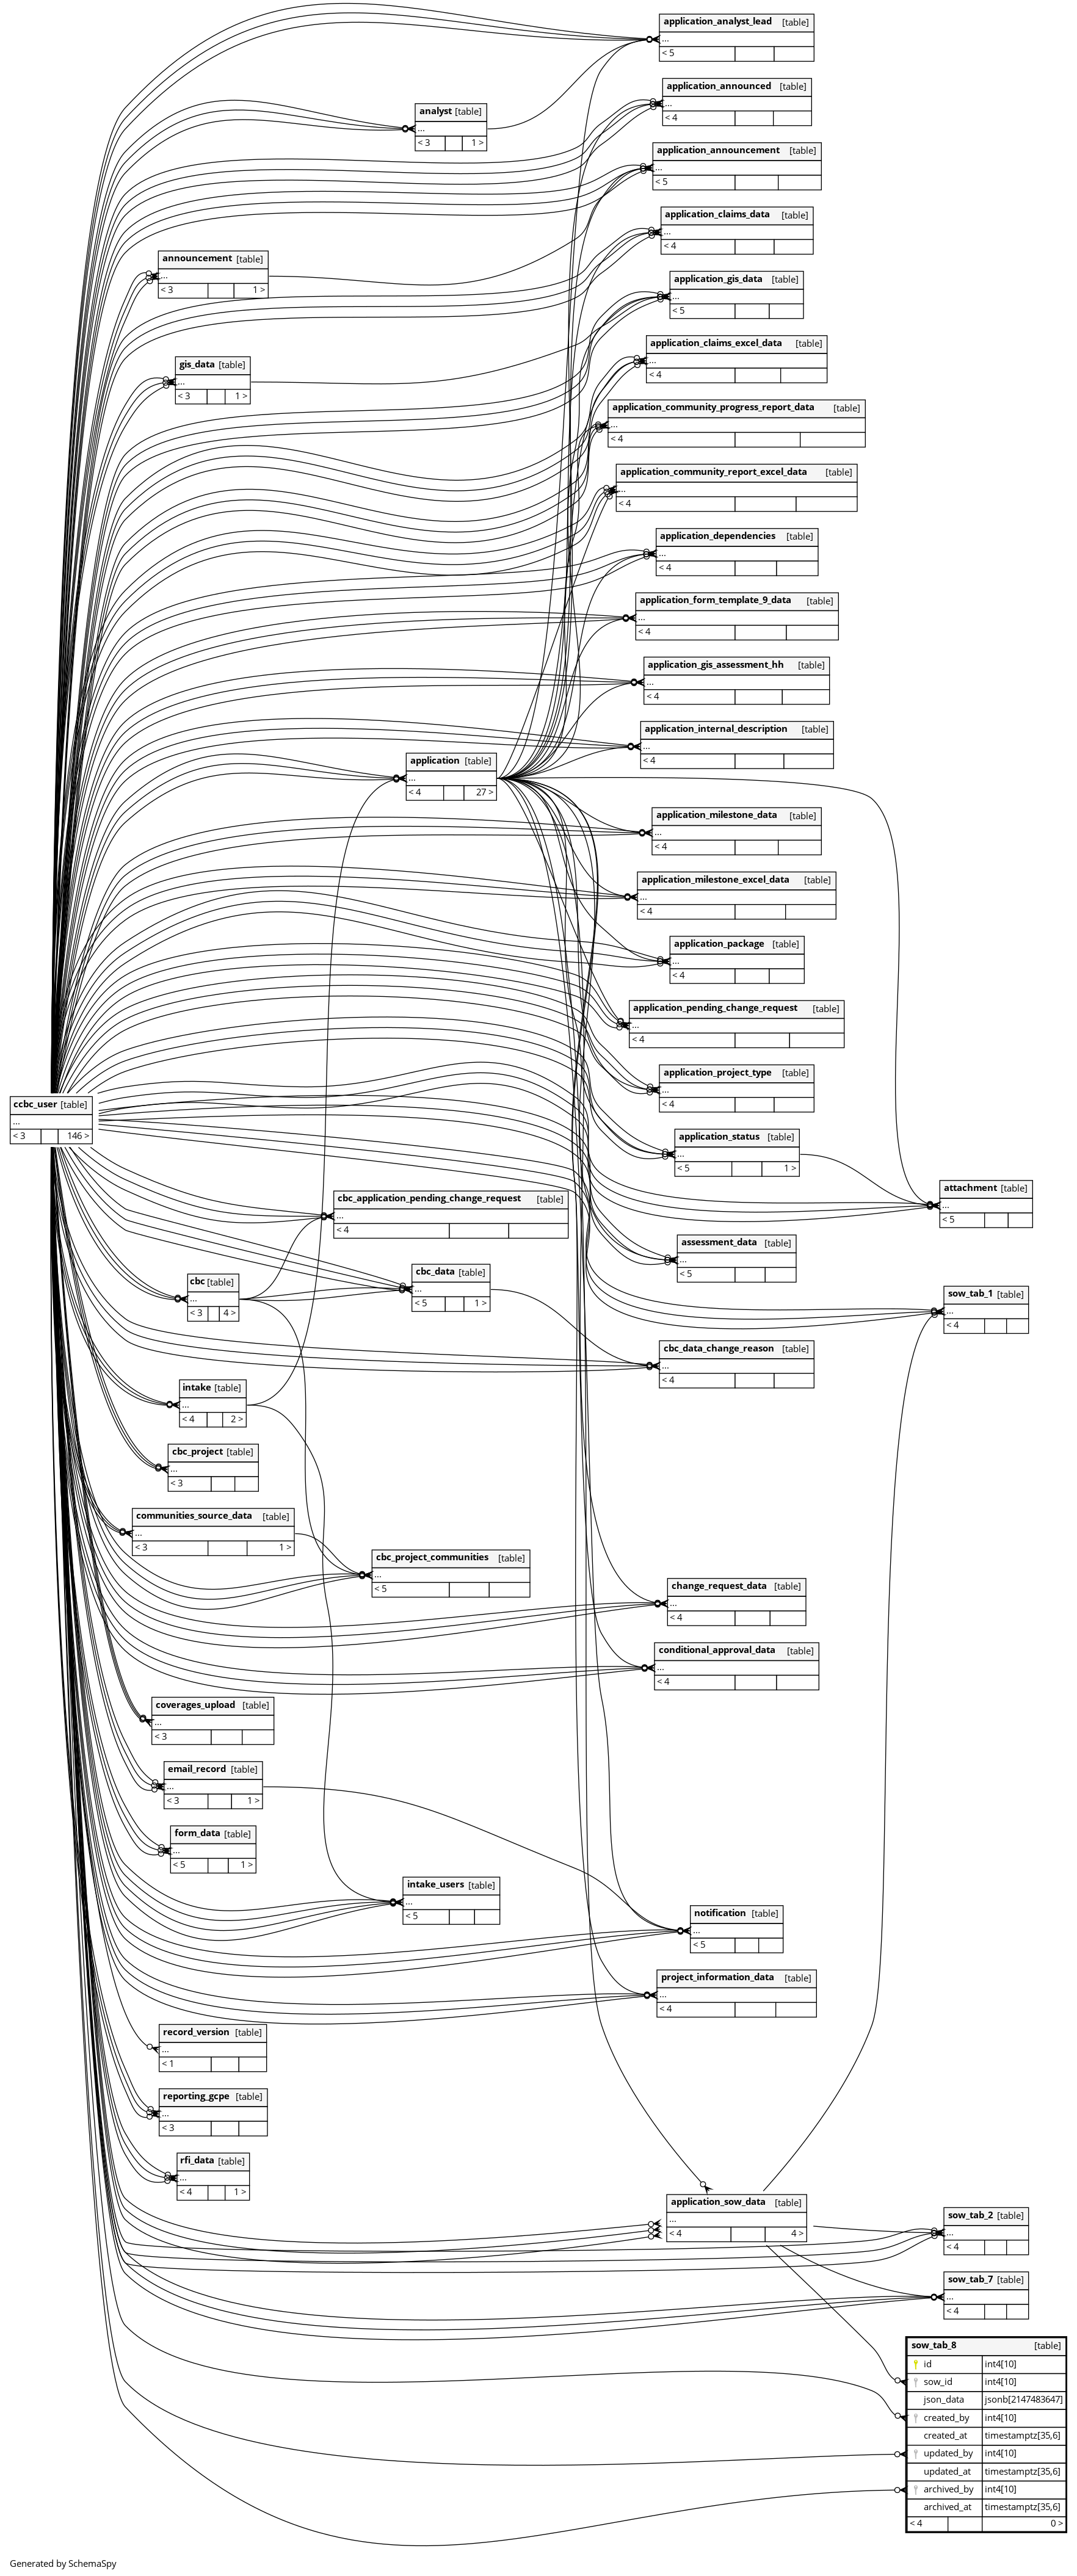 application_analyst_lead [table]
...
< 5
application_announced [table]
...
< 4
analyst [table]
...
< 3 1 >
application_announcement [table]
...
< 5
application_claims_data [table]
...
< 4
announcement [table]
...
< 3 1 >
application_gis_data [table]
...
< 5
application_claims_excel_data [table]
...
< 4
gis_data [table]
...
< 3 1 >
application_community_progress_report_data [table]
...
< 4
application_community_report_excel_data [table]
...
< 4
application_dependencies [table]
...
< 4
application_form_template_9_data [table]
...
< 4
application_gis_assessment_hh [table]
...
< 4
application_internal_description [table]
...
< 4
application [table]
...
< 4 27 >
application_milestone_data [table]
...
< 4
application_milestone_excel_data [table]
...
< 4
application_package [table]
...
< 4
application_pending_change_request [table]
...
< 4
application_project_type [table]
...
< 4
ccbc_user [table]
...
< 3 146 >
application_status [table]
...
< 5 1 >
attachment [table]
...
< 5
cbc_application_pending_change_request [table]
...
< 4
assessment_data [table]
...
< 5
cbc_data [table]
...
< 5 1 >
cbc [table]
...
< 3 4 >
sow_tab_1 [table]
...
< 4
cbc_data_change_reason [table]
...
< 4
intake [table]
...
< 4 2 >
cbc_project [table]
...
< 3
communities_source_data [table]
...
< 3 1 >
cbc_project_communities [table]
...
< 5
change_request_data [table]
...
< 4
conditional_approval_data [table]
...
< 4
coverages_upload [table]
...
< 3
email_record [table]
...
< 3 1 >
form_data [table]
...
< 5 1 >
intake_users [table]
...
< 5
notification [table]
...
< 5
project_information_data [table]
...
< 4
record_version [table]
...
< 1
reporting_gcpe [table]
...
< 3
rfi_data [table]
...
< 4 1 >
application_sow_data [table]
...
< 4 4 >
sow_tab_2 [table]
...
< 4
sow_tab_7 [table]
...
< 4
sow_tab_8 [table]
id int4[10]
sow_id int4[10]
json_data jsonb[2147483647]
created_by int4[10]
created_at timestamptz[35,6]
updated_by int4[10]
updated_at timestamptz[35,6]
archived_by int4[10]
archived_at timestamptz[35,6]
< 4 0 >
Generated by SchemaSpy